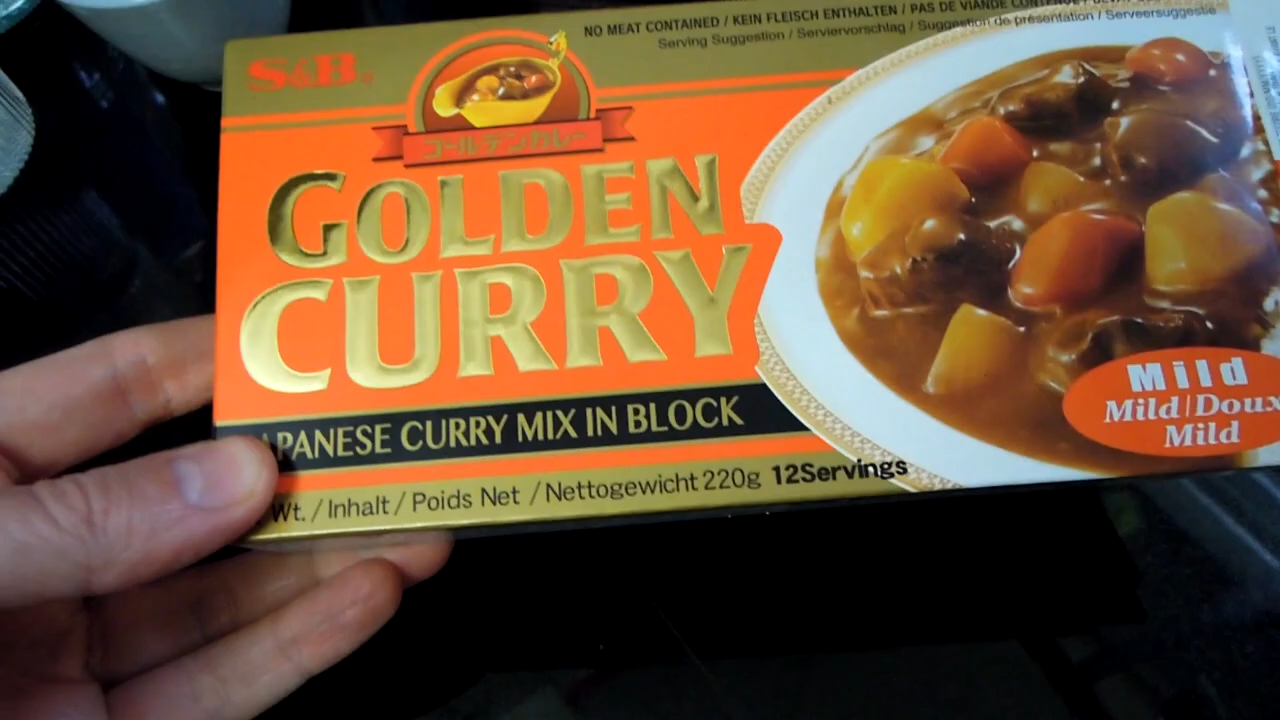 NO MEAT CONTAINED / KEIN FLEISCH ENTHALTEN / PAS DE VIANDE
Serving Suggestion / Serviervorschlag / Suggestion de présentation / Serveersuggestie
S&B®
ゴールデンカレー
GOLDEN
CURRY
APANESE CURRY MIX IN BLOCK
Wt. / Inhalt / Poids Net / Nettogewicht 220g 12Servings
Mild
Mild/Doux
Mild